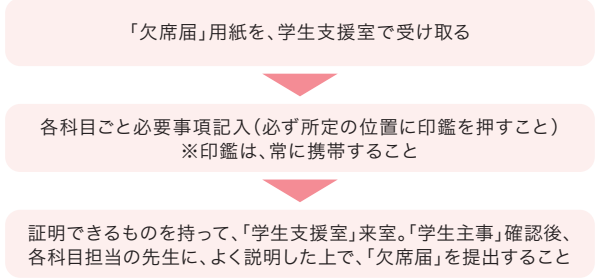 「欠席届」用紙を、学生支援室で受け取る
各科目ごと必要事項記入(必ず所定の位置に印鑑を押すこと)
※印鑑は、常に携帯すること
証明できるものを持って、「学生支援室」来室。「学生主事」確認後、
各科目担当の先生に、よく説明した上で、「欠席届」を提出すること